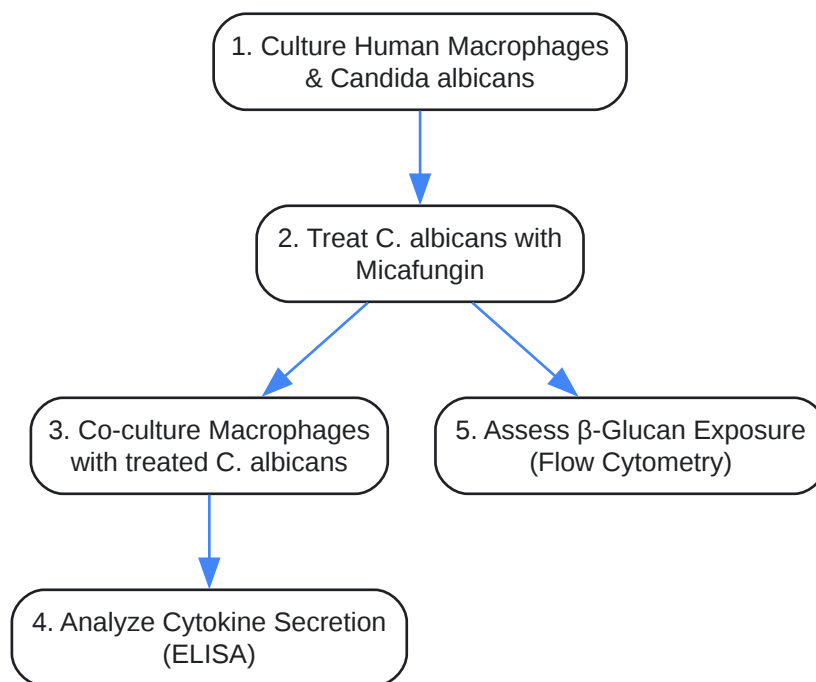 1. Culture Human Macrophages
& Candida albicans
2. Treat C. albicans with
Micafungin
3. Co-culture Macrophages
with treated C. albicans
5. Assess β-Glucan Exposure
(Flow Cytometry)
4. Analyze Cytokine Secretion
(ELISA)